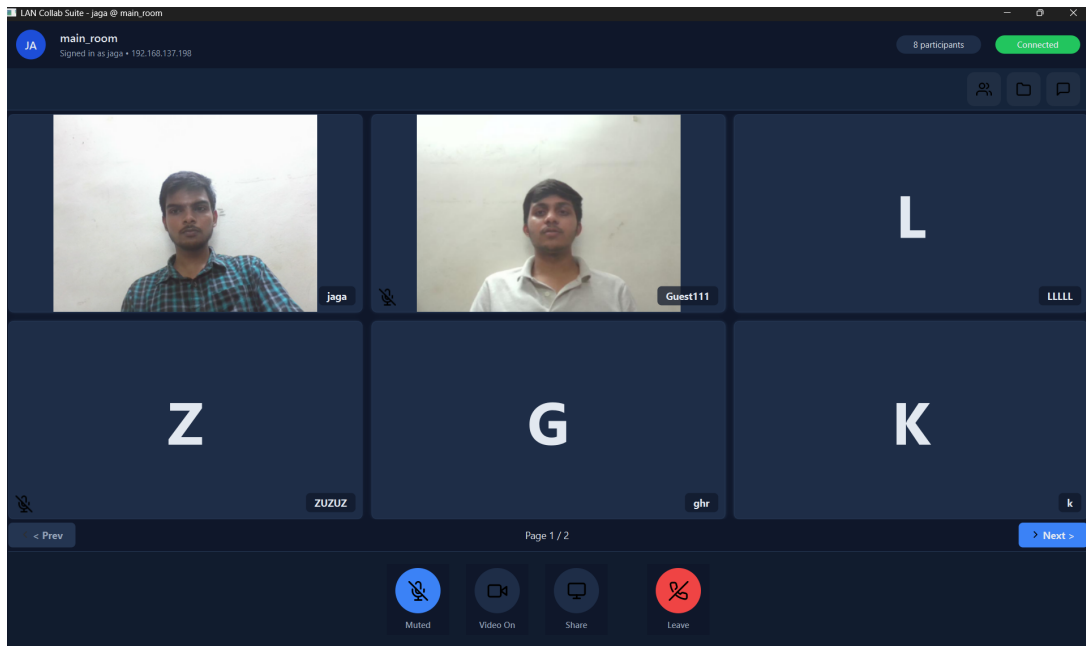 LAN Collab Suite - jaga @ main_room
JA
main_room
Signed in as jaga • 192.168.137.198
8 participants
Connected
jaga
Guest111
L
LLLLL
Z
ZUZUZ
G
ghr
K
k
< Prev
Page 1 / 2
> Next >
Muted
Video On
Share
Leave